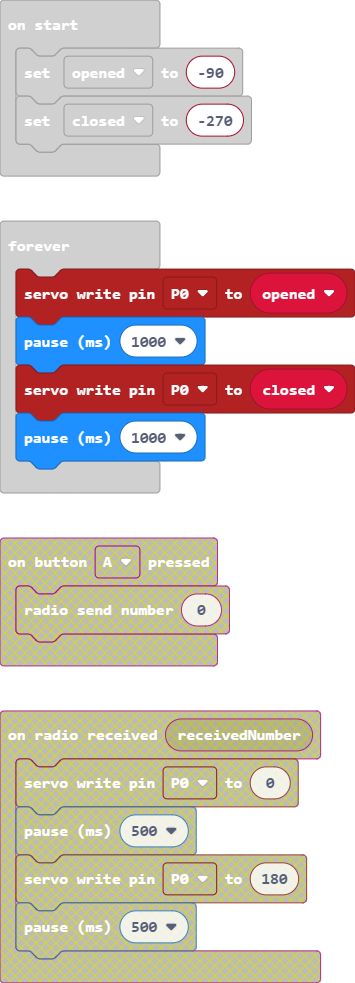 on start
set opened to -90
set closed to -270
forever
servo write pin P0 to opened
pause (ms) 1000
servo write pin P0 to closed
pause (ms) 1000
on button A pressed
radio send number 0
on radio received receivedNumber
servo write pin P0 to 0
pause (ms) 500
servo write pin P0 to 180
pause (ms) 500